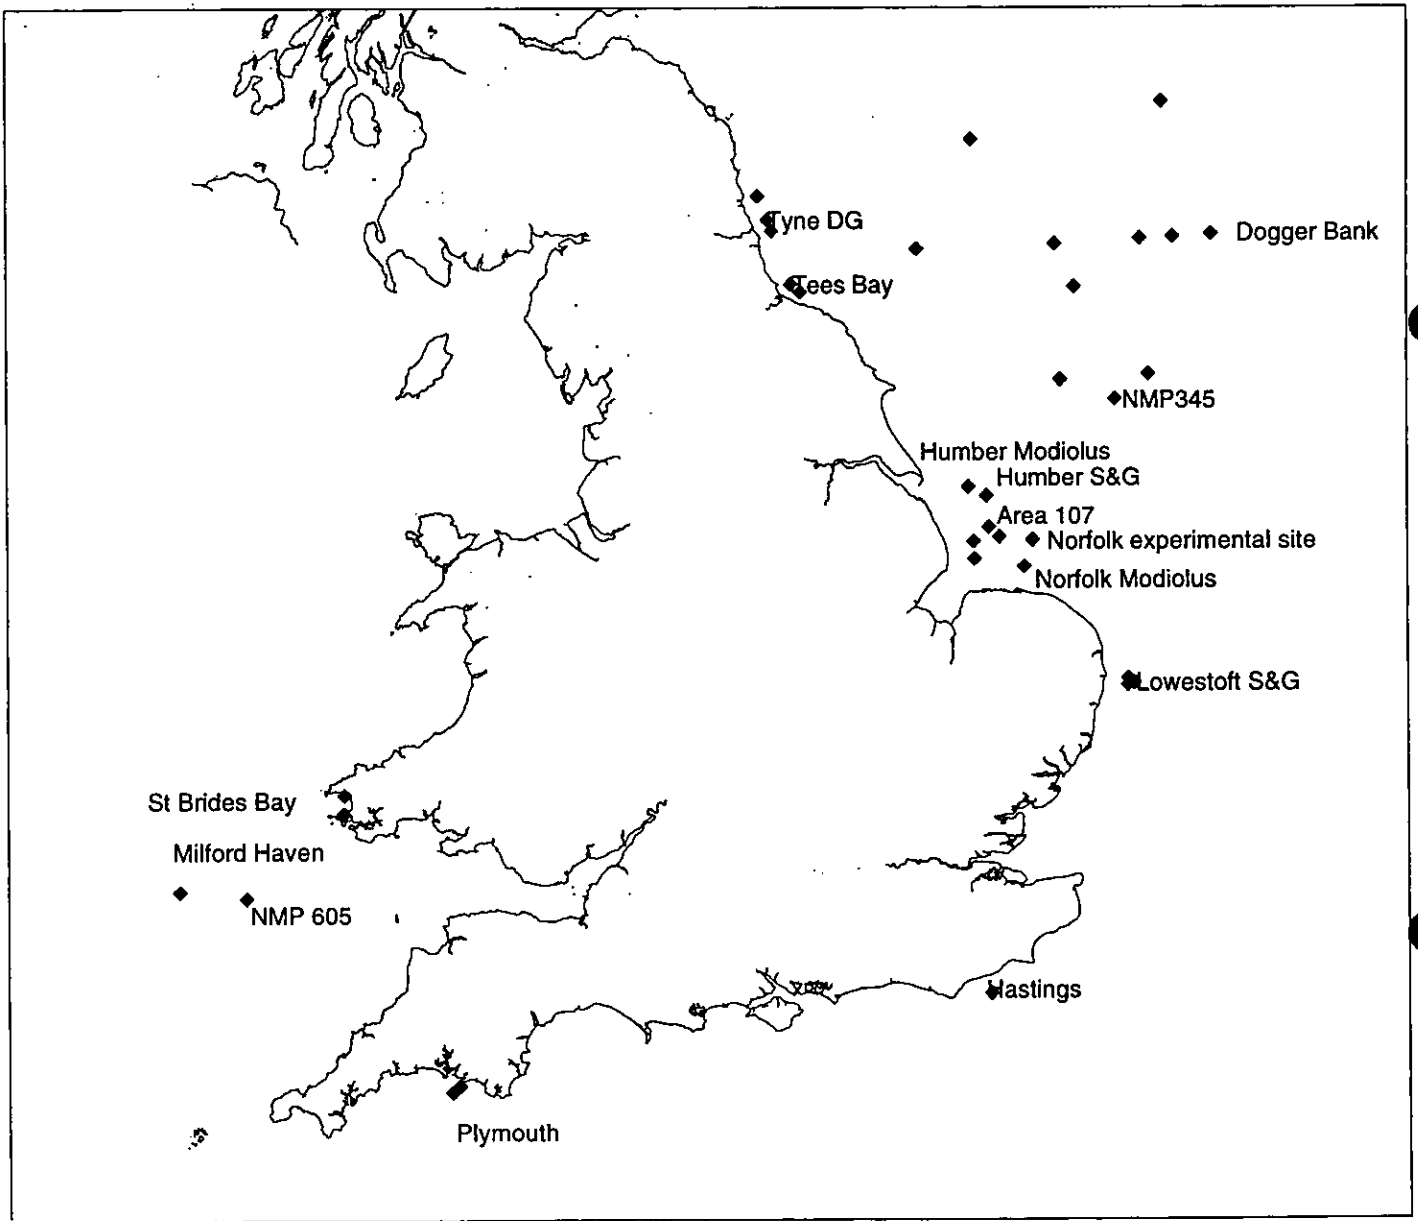 Tyne DG
Dogger Bank
Tees Bay
NMP345
Humber Modiolus
Humber S&G
Area 107
Norfolk experimental site
Norfolk Modiolus
Lowestoft S&G
St Brides Bay
Milford Haven
NMP 605
Hastings
Plymouth